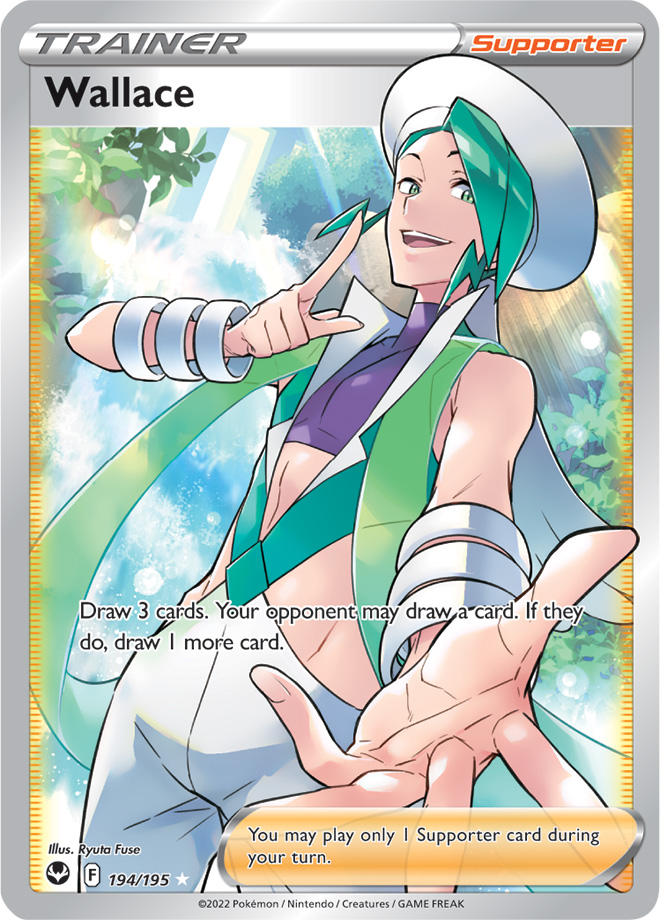 TRAINER
Supporter
Wallace
Draw 3 cards. Your opponent may draw a card. If they
do, draw 1 more card.
You may play only 1 Supporter card during
your turn.
Illus. Ryuta Fuse
F 194/195 ★
©2022 Pokémon / Nintendo / Creatures / GAME FREAK